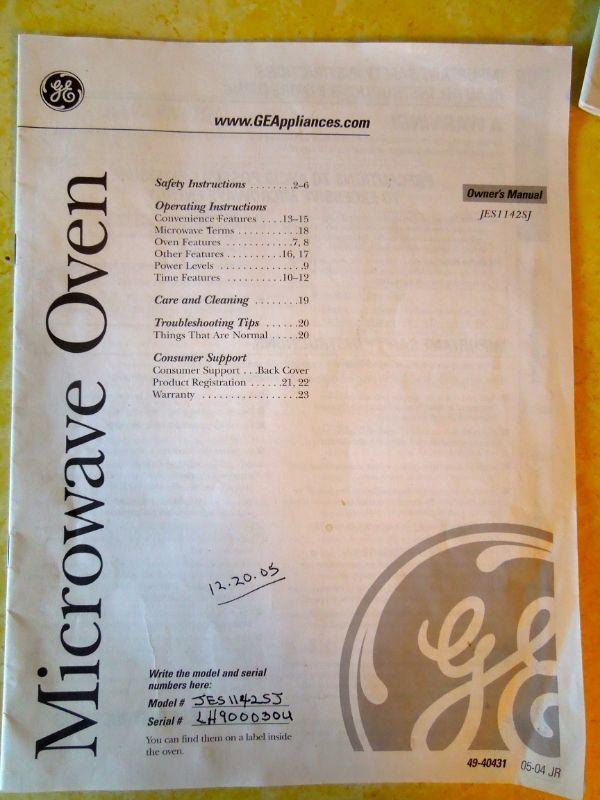 GE
www.GEAppliances.com
Microwave Oven
Safety Instructions ........2–6
Operating Instructions
Convenience Features ....13–15
Microwave Terms ...........18
Oven Features ............7, 8
Other Features ..........16, 17
Power Levels ..............9
Time Features ..........10–12
Care and Cleaning ........19
Troubleshooting Tips ......20
Things That Are Normal .....20
Consumer Support
Consumer Support ...Back Cover
Product Registration ......21, 22
Warranty .................23
Owner's Manual
JES1142SJ
12.20.05
Write the model and serial
numbers here:
Model # JES1142SJ
Serial # LH900030U
You can find them on a label inside
the oven.
GE
49-40431 05-04 JR